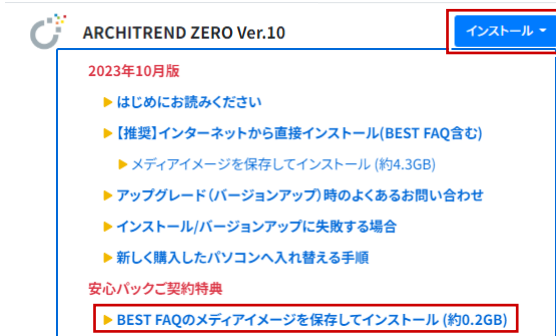 ARCHITREND ZERO Ver.10
インストール
2023年10月版
はじめにお読みください
【推奨】インターネットから直接インストール(BEST FAQ含む)
メディアイメージを保存してインストール (約4.3GB)
アップグレード（バージョンアップ）時のよくあるお問い合わせ
インストール/バージョンアップに失敗する場合
新しく購入したパソコンへ入れ替える手順
安心パックご契約特典
BEST FAQのメディアイメージを保存してインストール (約0.2GB)